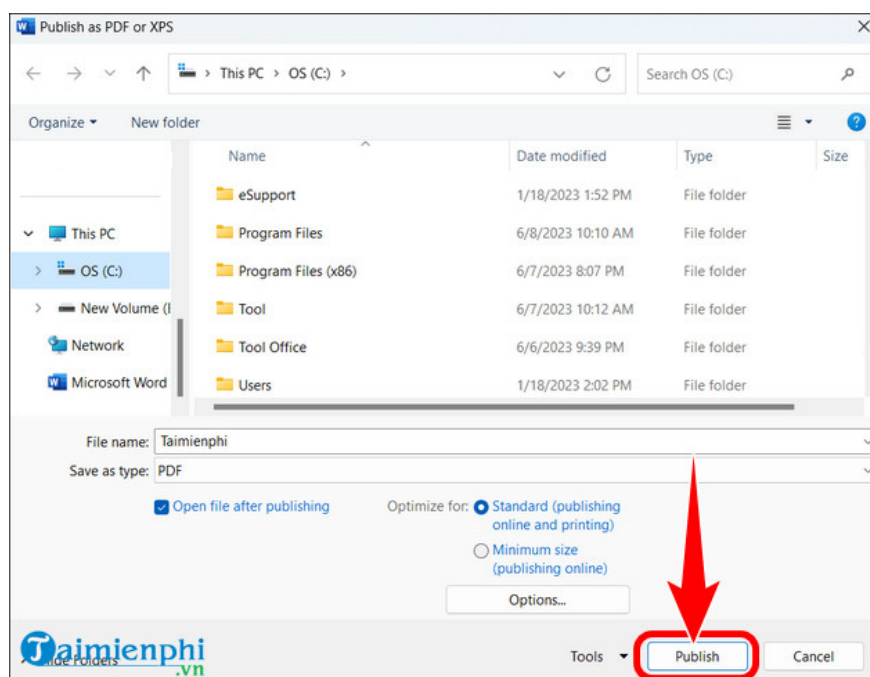 Publish as PDF or XPS
This PC > OS (C:) >
Search OS (C:)
Organize
New folder
Name Date modified Type Size
eSupport 1/18/2023 1:52 PM File folder
Program Files 6/8/2023 10:10 AM File folder
Program Files (x86) 6/7/2023 8:07 PM File folder
Tool 6/7/2023 10:12 AM File folder
Tool Office 6/6/2023 9:39 PM File folder
Users 1/18/2023 2:02 PM File folder
This PC
OS (C:)
New Volume (
Network
Microsoft Word
File name: Taimienphi
Save as type: PDF
Open file after publishing
Optimize for: Standard (publishing
online and printing)
Minimum size
(publishing online)
Options...
Taimienphi
.vn
Folders
Tools Publish Cancel